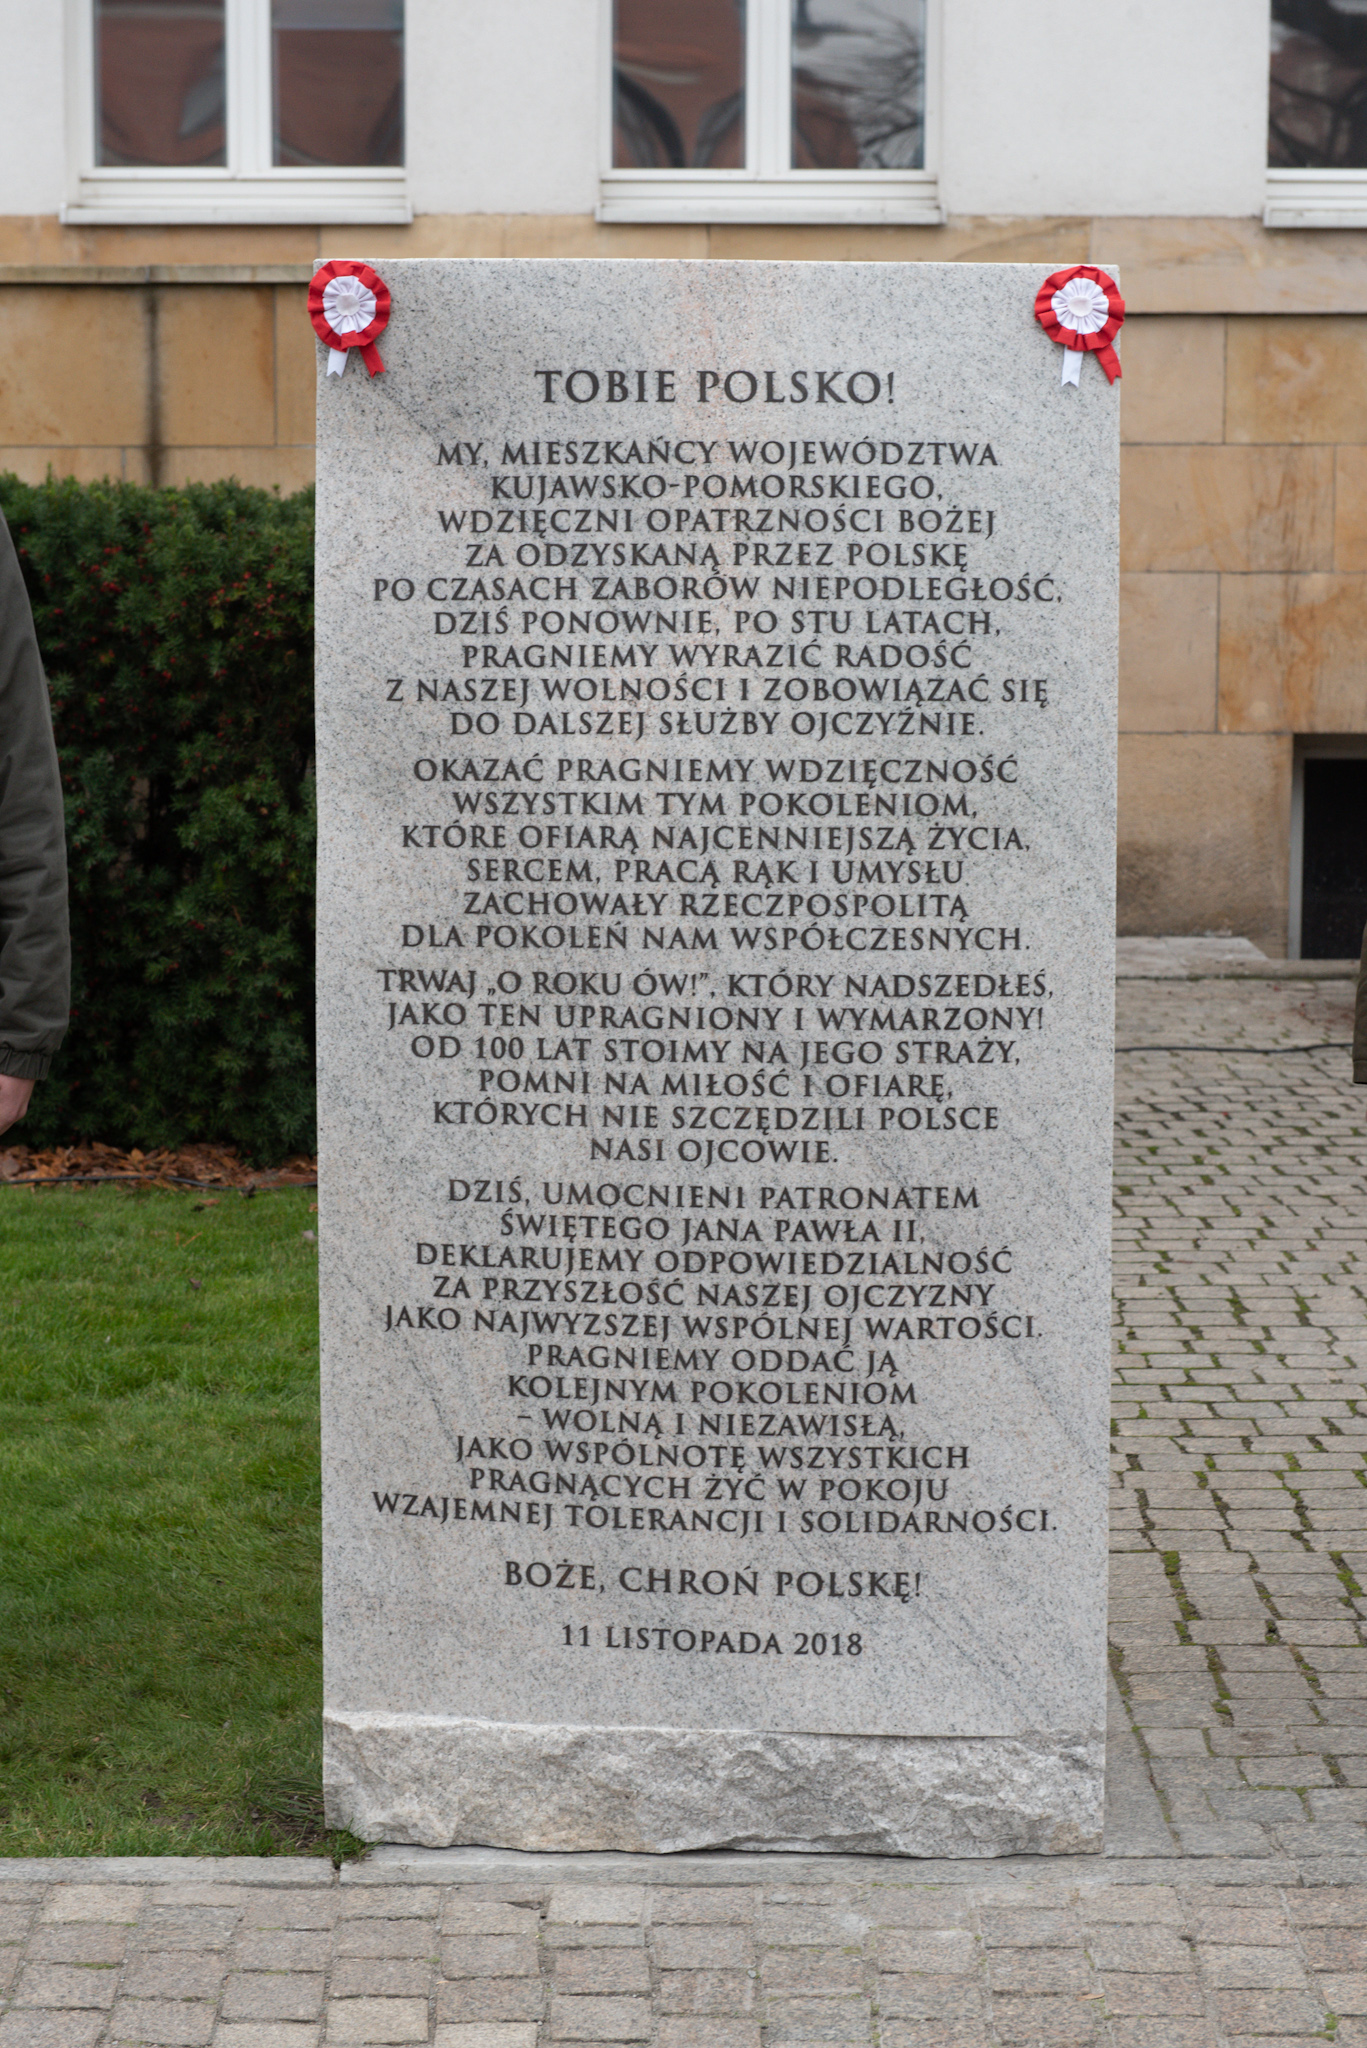 TOBIE POLSKO!
MY, MIESZKAŃCY WOJEWÓDZTWA
KUJAWSKO-POMORSKIEGO,
WDZIĘCZNI OPATRZNOŚCI BOŻEJ
ZA ODZYSKANĄ PRZEZ POLSKĘ
PO CZASACH ZABORÓW NIEPODLEGŁOŚĆ,
DZIŚ PONOWNIE, PO STU LATACH,
PRAGNIEMY WYRAZIĆ RADOŚĆ
Z NASZEJ WOLNOŚCI I ZOBOWIĄZAĆ SIĘ
DO DALSZEJ SŁUŻBY OJCZYŹNIE.
OKAZAĆ PRAGNIEMY WDZIĘCZNOŚĆ
WSZYSTKIM TYM POKOLENIOM,
KTÓRE OFIARĄ NAJCENNIEJSZĄ ŻYCIA,
SERCEM, PRACĄ RĄK I UMYSŁU
ZACHOWAŁY RZECZPOSPOLITĄ
DLA POKOLEŃ NAM WSPÓŁCZESNYCH.
TRWAJ „O ROKU ÓW!”, KTÓRY NADSZEDŁEŚ,
JAKO TEN UPRAGNIONY I WYMARZONY!
OD 100 LAT STOIMY NA JEGO STRAŻY,
POMNI NA MIŁOŚĆ I OFIARĘ,
KTÓRYCH NIE SZCZĘDZILI POLSCE
NASI OJCOWIE.
DZIŚ, UMOCNIENI PATRONATEM
ŚWIĘTEGO JANA PAWŁA II,
DEKLARUJEMY ODPOWIEDZIALNOŚĆ
ZA PRZYSZŁOŚĆ NASZEJ OJCZYZNY
JAKO NAJWYŻSZEJ WSPÓLNEJ WARTOŚCI.
PRAGNIEMY ODDAĆ JĄ
KOLEJNYM POKOLENIOM
– WOLNĄ I NIEZAWISŁĄ,
JAKO WSPÓLNOTĘ WSZYSTKICH
PRAGNĄCYCH ŻYĆ W POKOJU
WZAJEMNEJ TOLERANCJI I SOLIDARNOŚCI.
BOŻE, CHROŃ POLSKĘ!
11 LISTOPADA 2018